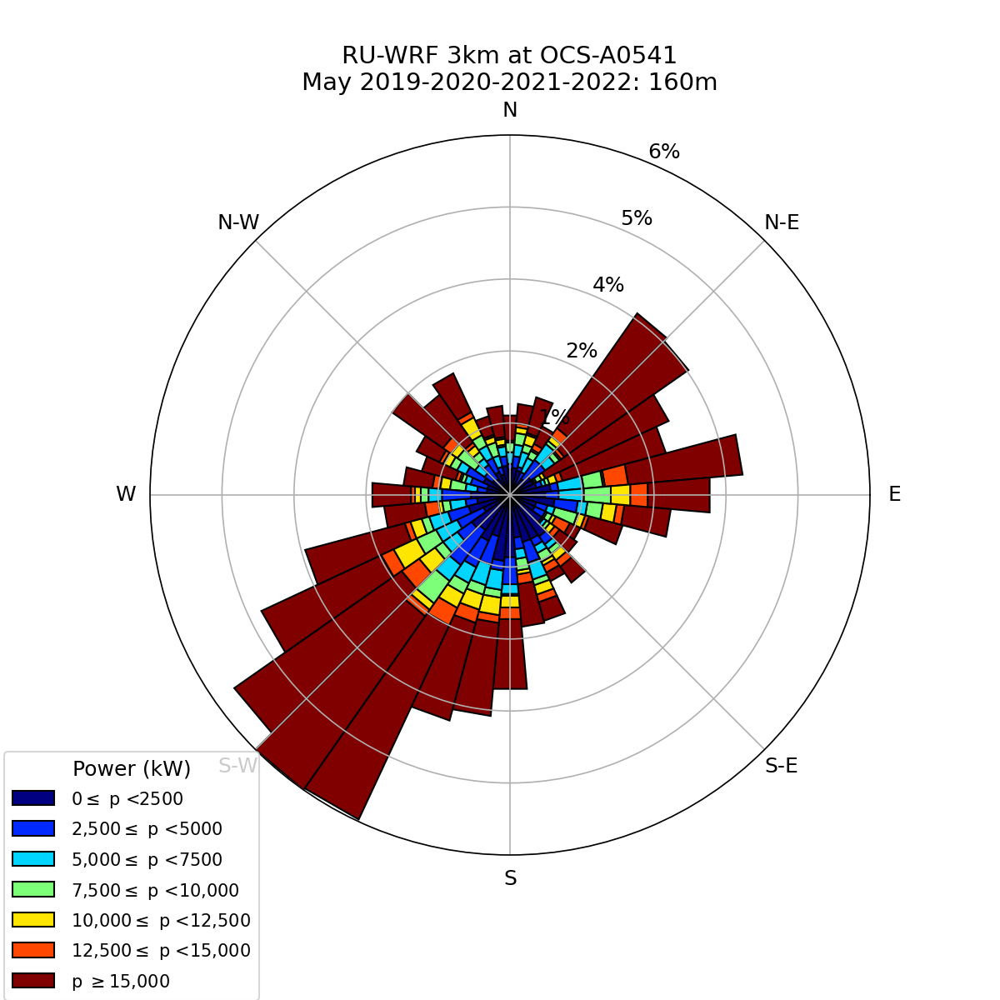 RU-WRF 3km at OCS-A0541
May 2019-2020-2021-2022: 160m
N
6%
N-W
5%
N-E
4%
2%
1%
W
E
S-W
S-E
S
Power (kW)
0≤ p <2500
2,500≤ p <5000
5,000≤ p <7500
7,500≤ p <10,000
10,000≤ p <12,500
12,500≤ p <15,000
p ≥15,000